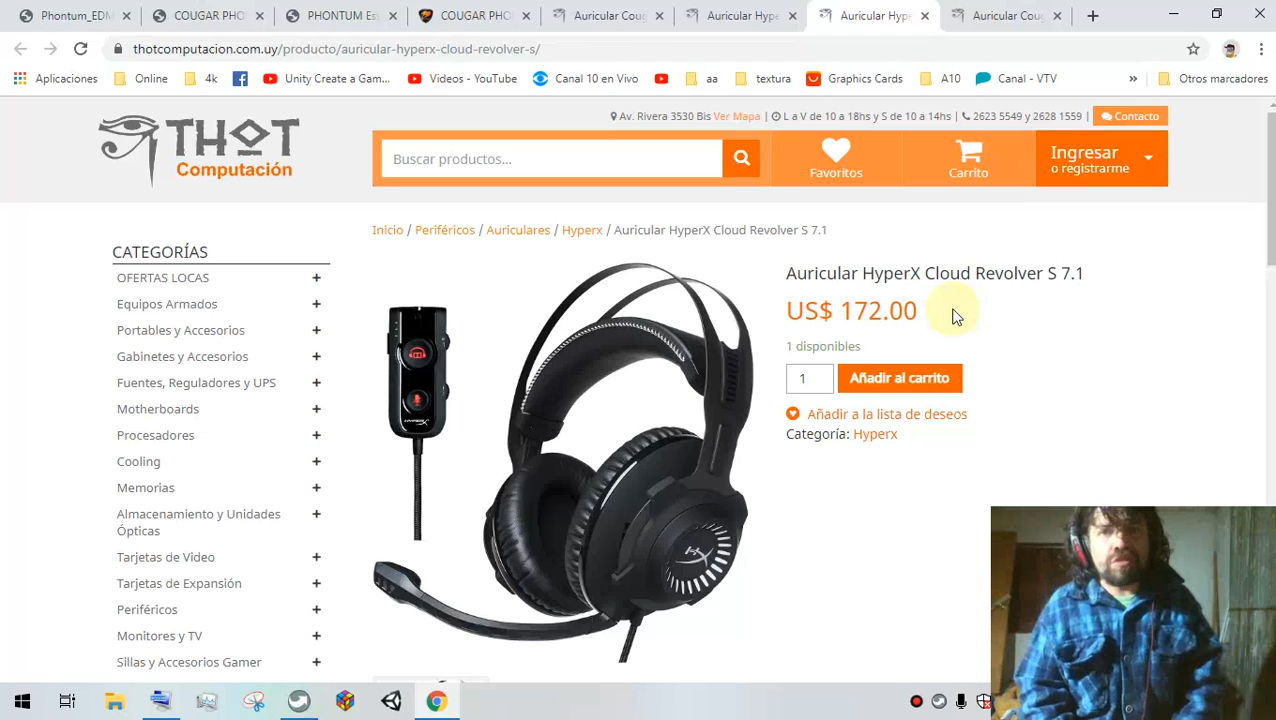 Phontum_EDM
COUGAR PHO
PHONTUM Es
COUGAR PHO
Auricular Coug
Auricular Hype
Auricular Hype
Auricular Coug
thotcomputacion.com.uy/producto/auricular-hyperx-cloud-revolver-s/
Aplicaciones
Online
4k
Unity Create a Gam...
Videos - YouTube
Canal 10 en Vivo
aa
textura
Graphics Cards
A10
Canal - VTV
»
Otros marcadores
THOT
Computación
Av. Rivera 3530 Bis Ver Mapa | L a V de 10 a 18hs y S de 10 a 14hs | 2623 5549 y 2628 1559 | Contacto
Buscar productos...
Favoritos
Carrito
Ingresar
o registrarme
Inicio / Periféricos / Auriculares / Hyperx / Auricular HyperX Cloud Revolver S 7.1
CATEGORÍAS
OFERTAS LOCAS +
Equipos Armados +
Portables y Accesorios +
Gabinetes y Accesorios +
Fuentes, Reguladores y UPS +
Motherboards +
Procesadores +
Cooling +
Memorias +
Almacenamiento y Unidades +
Ópticas
Tarjetas de Video +
Tarjetas de Expansión +
Periféricos +
Monitores y TV +
Sillas y Accesorios Gamer +
HYPERX
HX
Auricular HyperX Cloud Revolver S 7.1
US$ 172.00
1 disponibles
1
Añadir al carrito
Añadir a la lista de deseos
Categoría: Hyperx